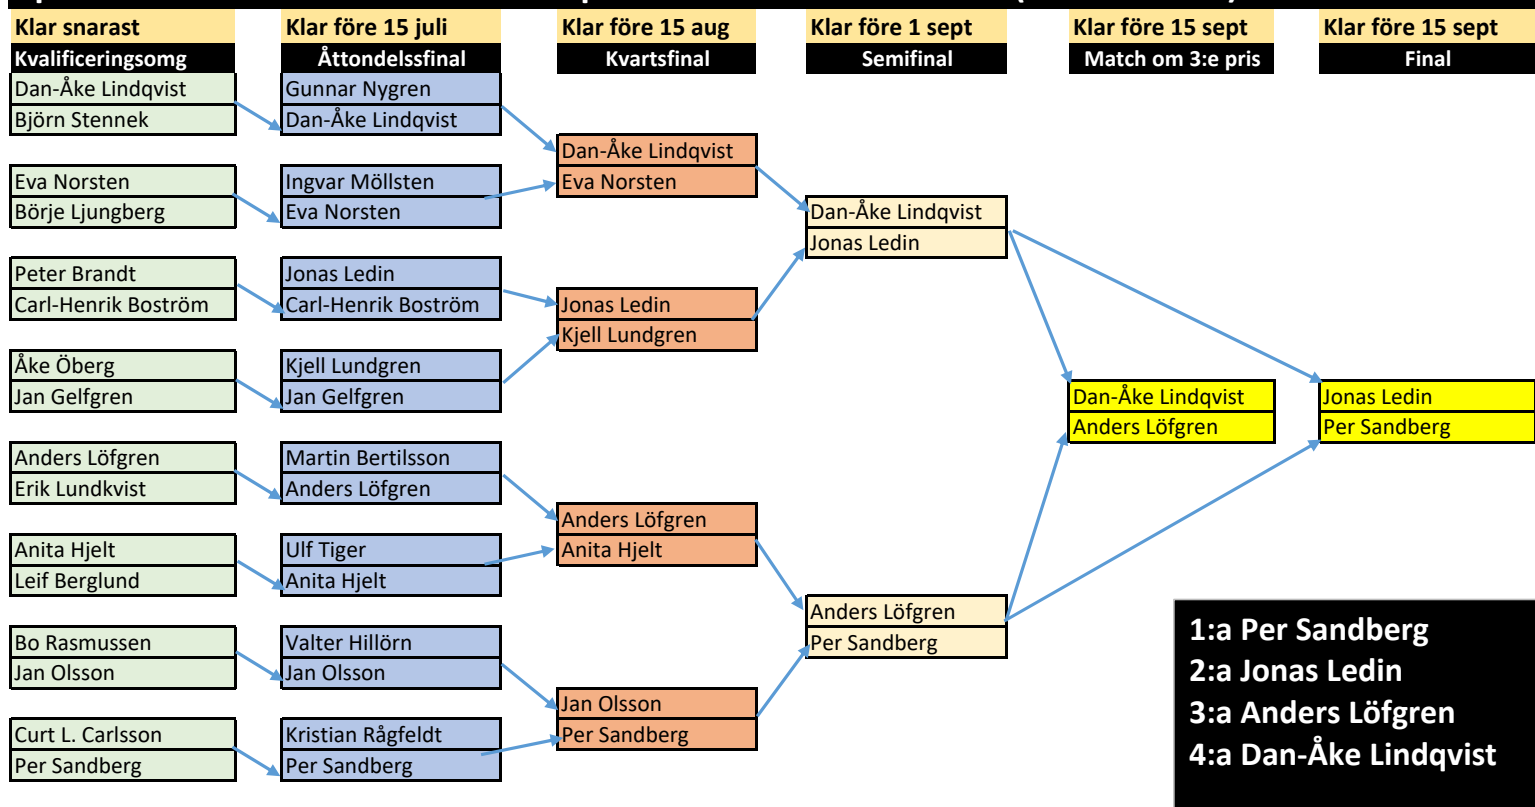 Klar snarast
Klar före 15 juli
Klar före 15 aug
Klar före 1 sept
Klar före 15 sept
Klar före 15 sept
Kvalificeringsomg
Åttondelssfinal
Kvartsfinal
Semifinal
Match om 3:e pris
Final
Dan-Åke Lindqvist
Björn Stennek
Eva Norsten
Börje Ljungberg
Peter Brandt
Carl-Henrik Boström
Åke Öberg
Jan Gelfgren
Anders Löfgren
Erik Lundkvist
Anita Hjelt
Leif Berglund
Bo Rasmussen
Jan Olsson
Curt L. Carlsson
Per Sandberg
Gunnar Nygren
Dan-Åke Lindqvist
Ingvar Möllsten
Eva Norsten
Jonas Ledin
Carl-Henrik Boström
Kjell Lundgren
Jan Gelfgren
Martin Bertilsson
Anders Löfgren
Ulf Tiger
Anita Hjelt
Valter Hillörn
Jan Olsson
Kristian Rågfeldt
Per Sandberg
Dan-Åke Lindqvist
Eva Norsten
Jonas Ledin
Kjell Lundgren
Anders Löfgren
Anita Hjelt
Jan Olsson
Per Sandberg
Dan-Åke Lindqvist
Jonas Ledin
Anders Löfgren
Per Sandberg
Dan-Åke Lindqvist
Anders Löfgren
Jonas Ledin
Per Sandberg
1:a Per Sandberg
2:a Jonas Ledin
3:a Anders Löfgren
4:a Dan-Åke Lindqvist